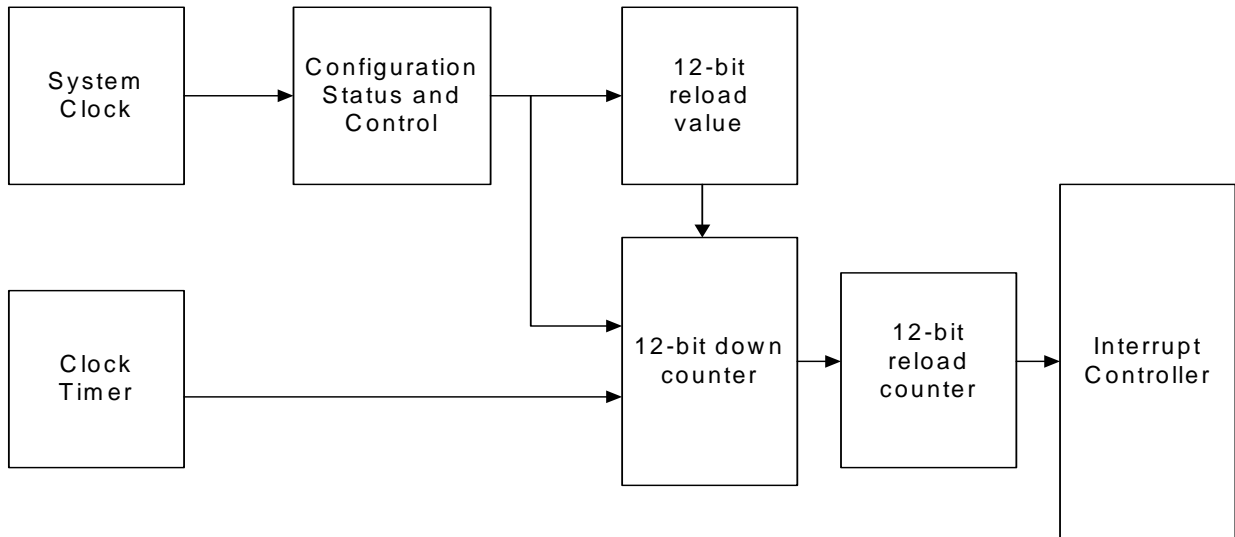 System
Clock
Configuration
Status and
Control
12-bit
reload
value
Clock
Timer
12-bit down
counter
12-bit
reload
counter
Interrupt
Controller